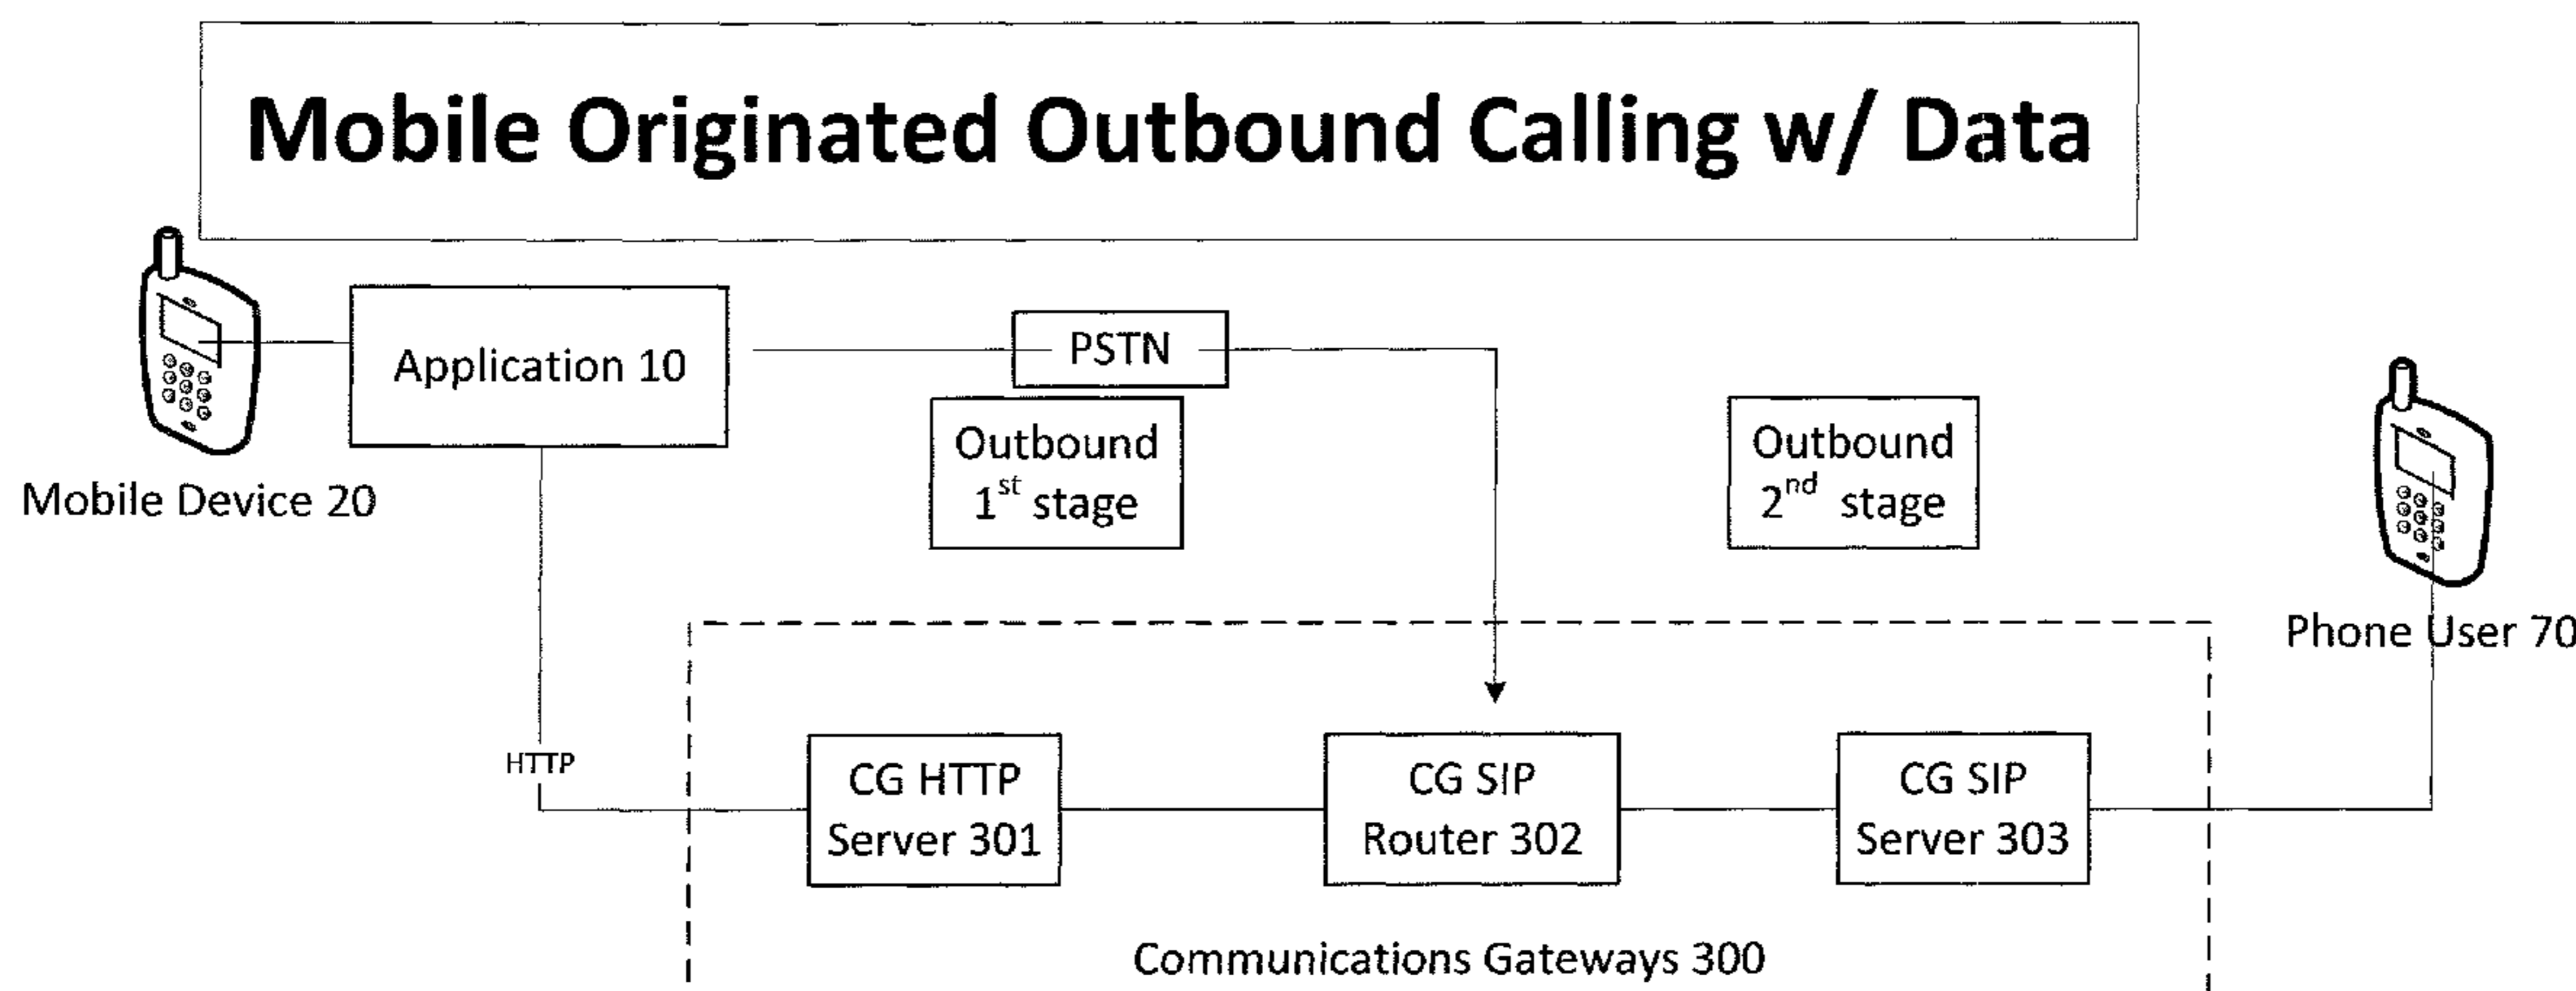 Mobile Originated Outbound Calling w/ Data
Application 10
PSTN
Outbound
1st stage
Outbound
2nd stage
Mobile Device 20
Phone User 70
HTTP
CG HTTP
Server 301
CG SIP
Router 302
CG SIP
Server 303
Communications Gateways 300